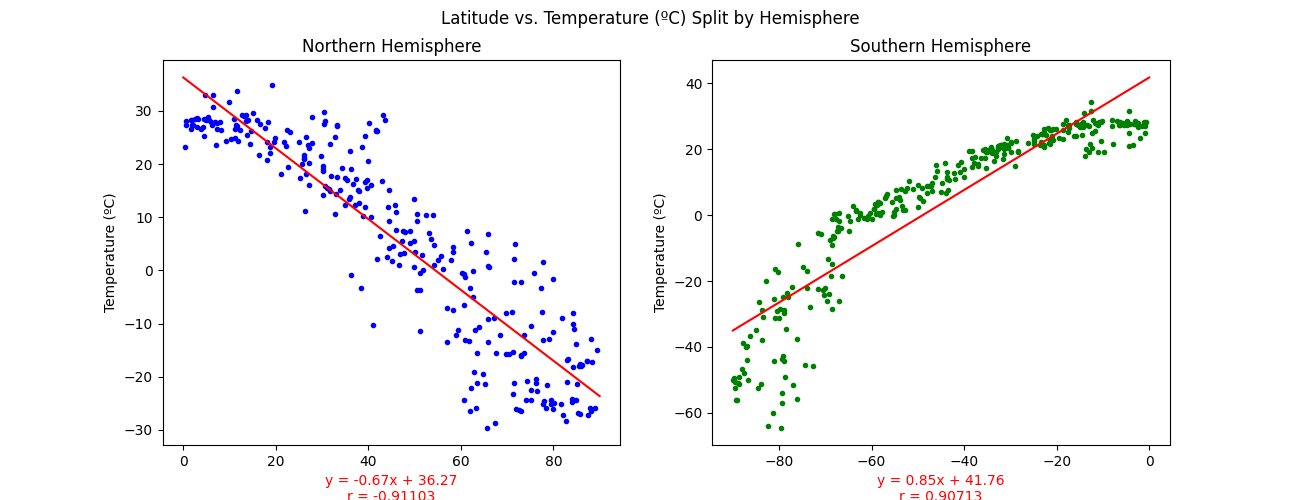 Latitude vs. Temperature (ºC) Split by Hemisphere
Northern Hemisphere
Temperature (ºC)
30
20
10
0
−10
−20
−30
0
20
40
60
80
y = -0.67x + 36.27
r = -0.91103
Southern Hemisphere
Temperature (ºC)
40
20
0
−20
−40
−60
−80
−60
−40
−20
0
y = 0.85x + 41.76
r = 0.90713